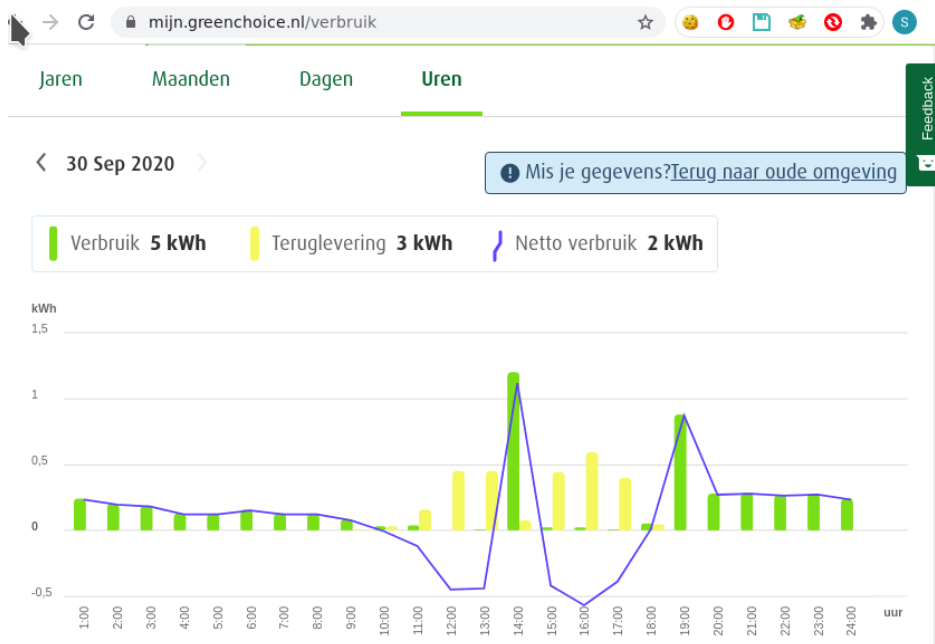 mijn.greenchoice.nl/verbruik
S
Jaren Maanden Dagen Uren
Feedback
30 Sep 2020
Mis je gegevens?Terug naar oude omgeving
Verbruik 5 kWh Teruglevering 3 kWh Netto verbruik 2 kWh
kWh
1,5
1
0,5
0
-0,5
1:00 2:00 3:00 4:00 5:00 6:00 7:00 8:00 9:00 10:00 11:00 12:00 13:00 14:00 15:00 16:00 17:00 18:00 19:00 20:00 21:00 22:00 23:00 24:00 uur